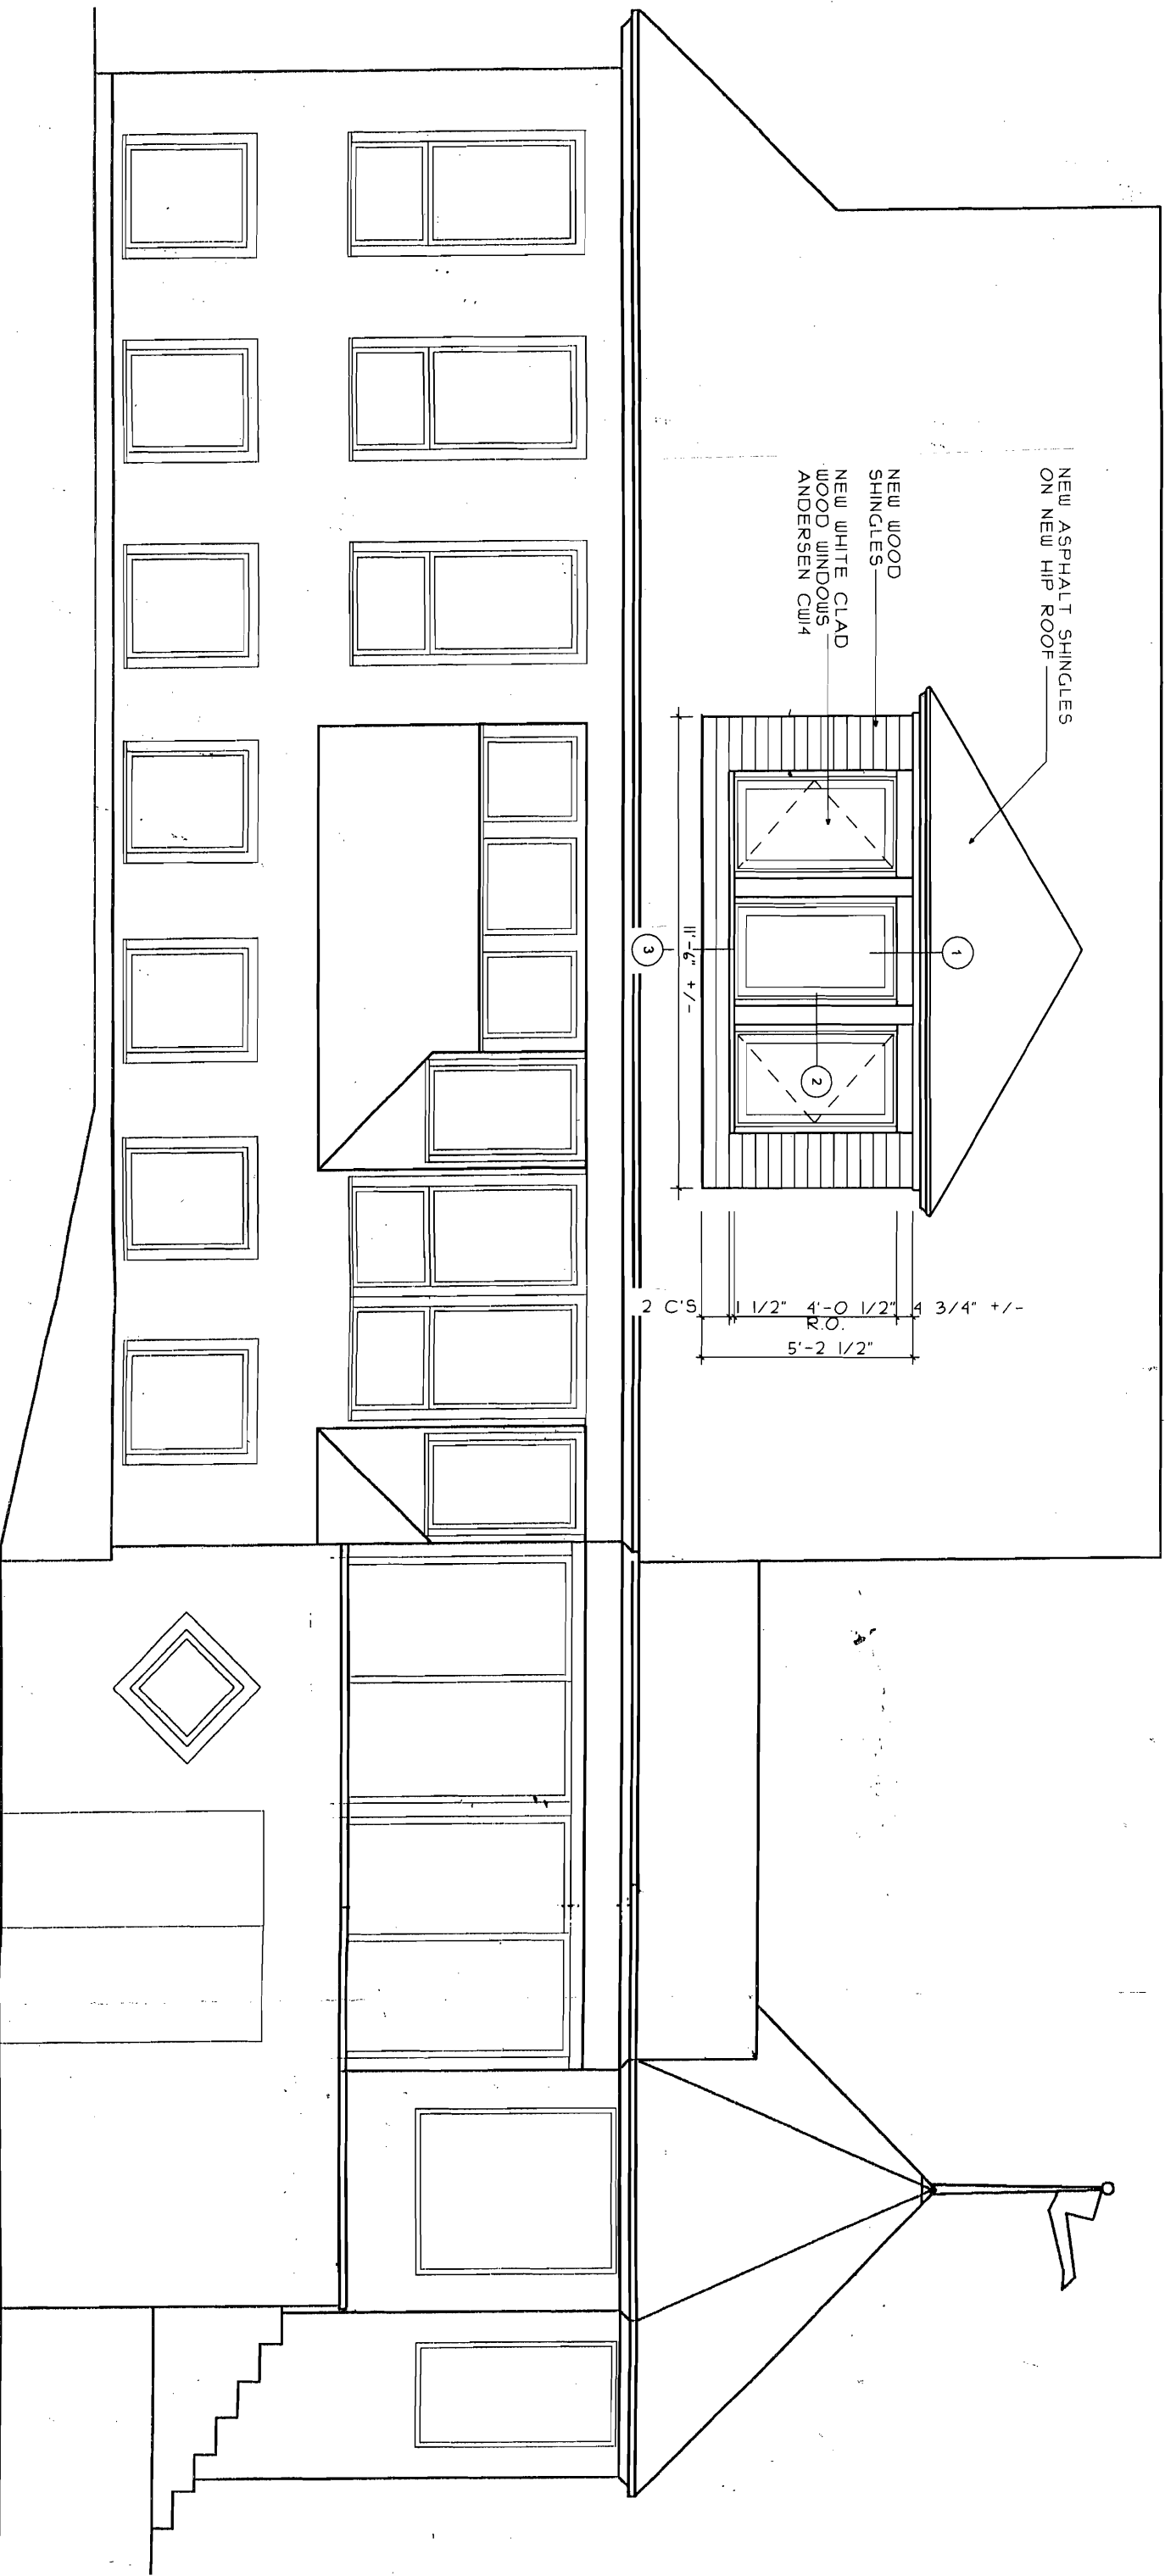 NEW ASPHALT SHINGLES
ON NEW HIP ROOF
NEW WOOD
SHINGLES
NEW WHITE CLAD
WOOD WINDOWS
ANDERSEN CW14
1
2
3
11'-6" +/-
2 C'S
1 1/2"
4'-0 1/2"
R.O.
4 3/4" +/-
5'-2 1/2"